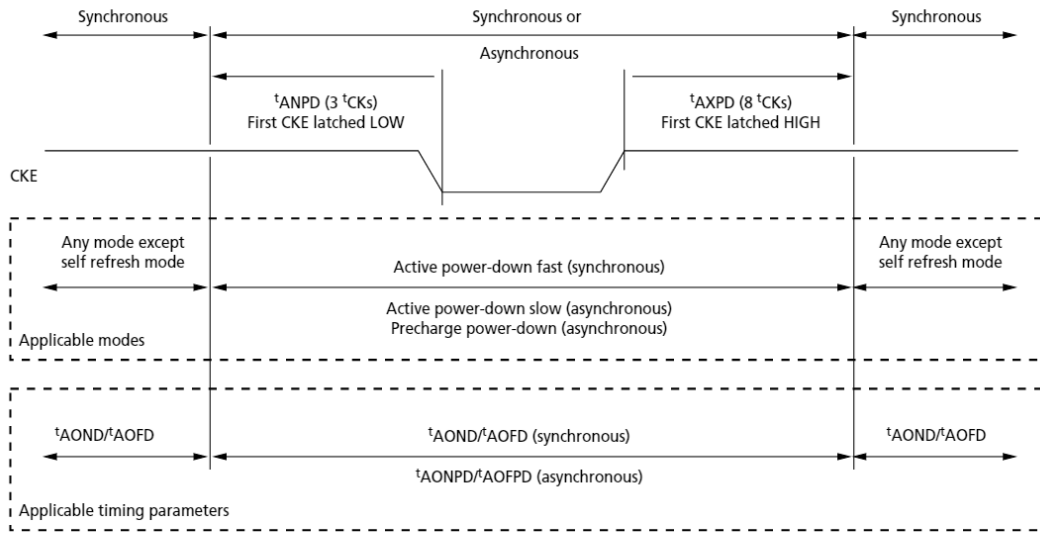 Synchronous
Synchronous or
Asynchronous
Synchronous
tANPD (3 tCKs)
First CKE latched LOW
tAXPD (8 tCKs)
First CKE latched HIGH
CKE
Any mode except
self refresh mode
Active power-down fast (synchronous)
Active power-down slow (asynchronous)
Precharge power-down (asynchronous)
Any mode except
self refresh mode
Applicable modes
tAOND/tAOFD
tAOND/tAOFD (synchronous)
tAONPD/tAOFPD (asynchronous)
tAOND/tAOFD
Applicable timing parameters